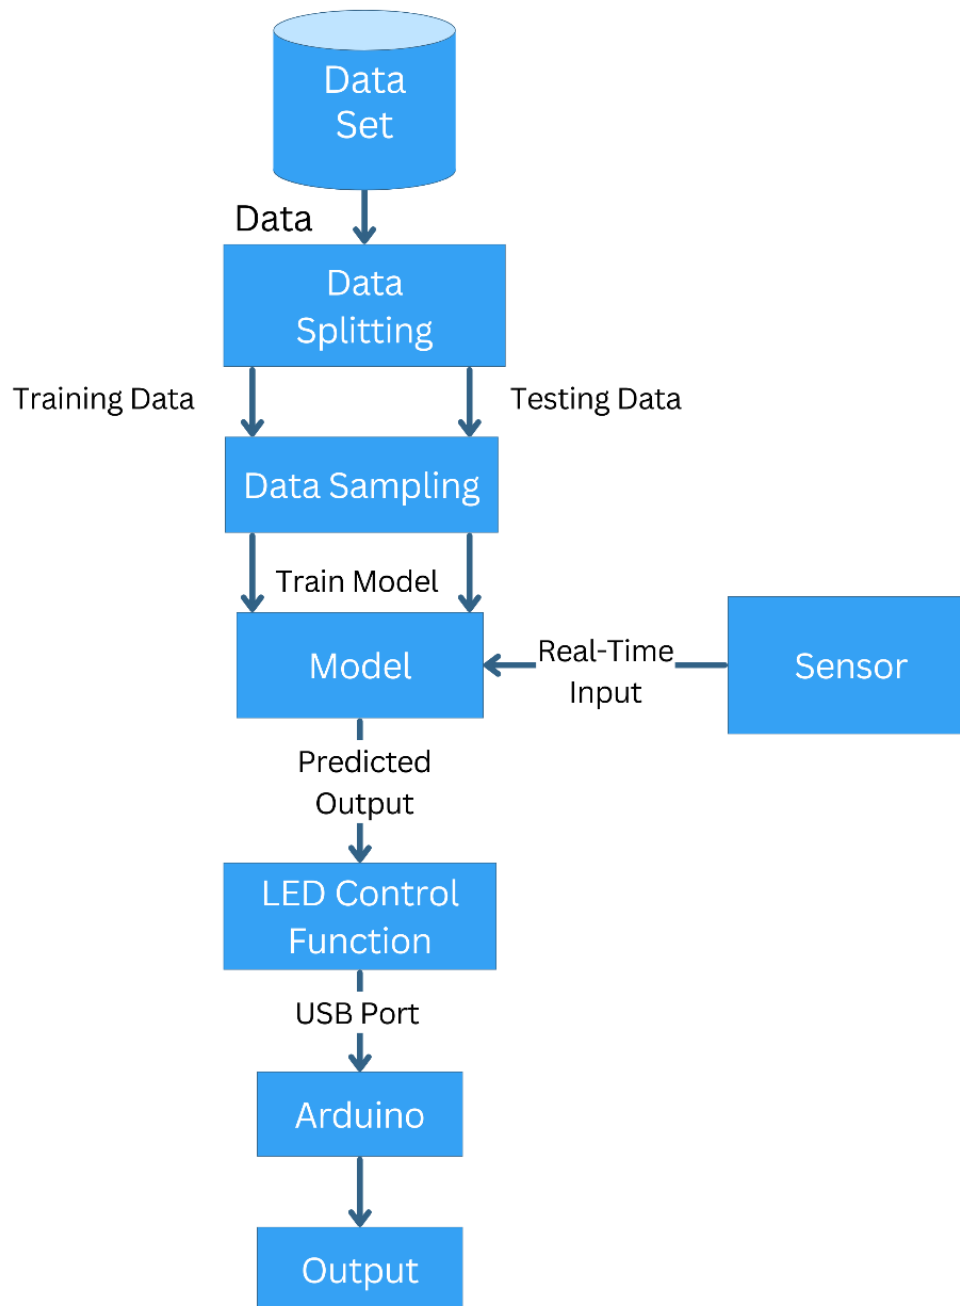 Data
Set
Data
Data
Splitting
Training Data
Testing Data
Data Sampling
Train Model
Model
Real-Time
Input
Sensor
Predicted
Output
LED Control
Function
USB Port
Arduino
Output